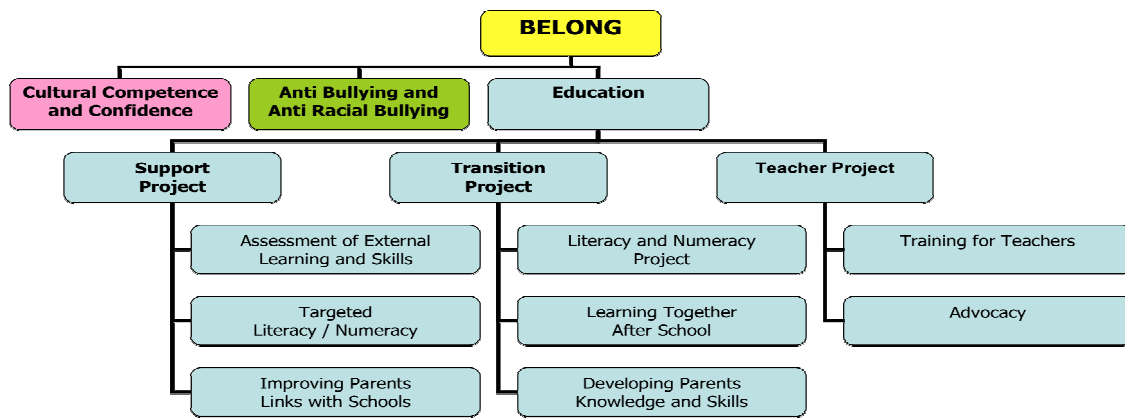 BELONG
Cultural Competence
and Confidence
Anti Bullying and
Anti Racial Bullying
Education
Support
Project
Transition
Project
Teacher Project
Assessment of External
Learning and Skills
Literacy and Numeracy
Project
Training for Teachers
Targeted
Literacy / Numeracy
Learning Together
After School
Advocacy
Improving Parents
Links with Schools
Developing Parents
Knowledge and Skills